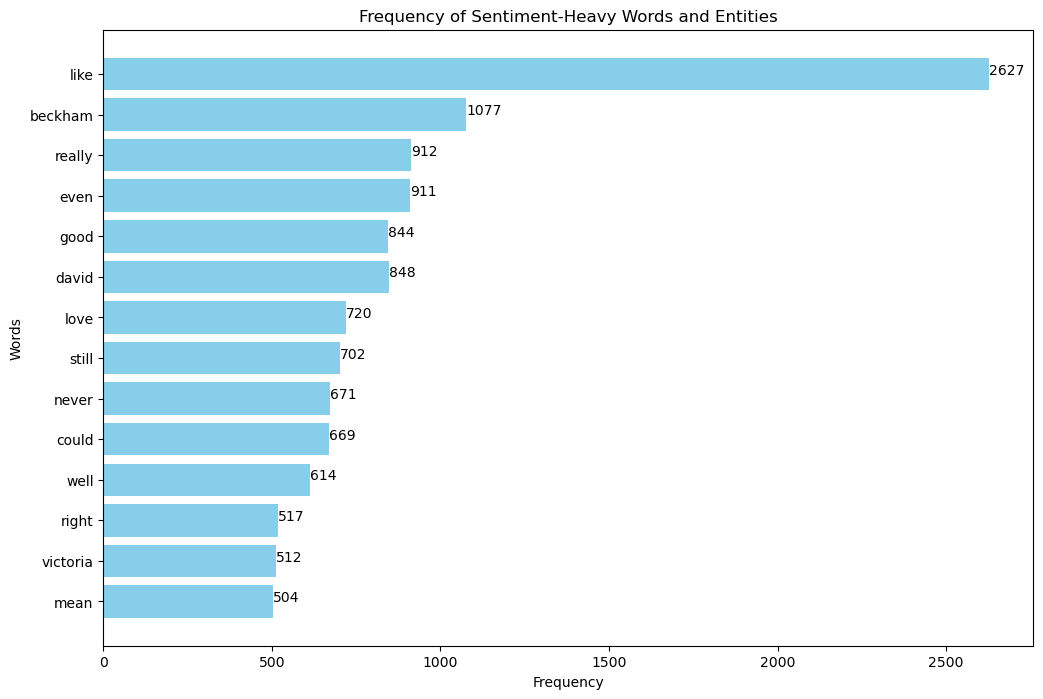 Frequency of Sentiment-Heavy Words and Entities
like 2627
beckham 1077
really 912
even 911
good 844
david 848
love 720
still 702
never 671
could 669
well 614
right 517
victoria 512
mean 504
Words
0 500 1000 1500 2000 2500
Frequency